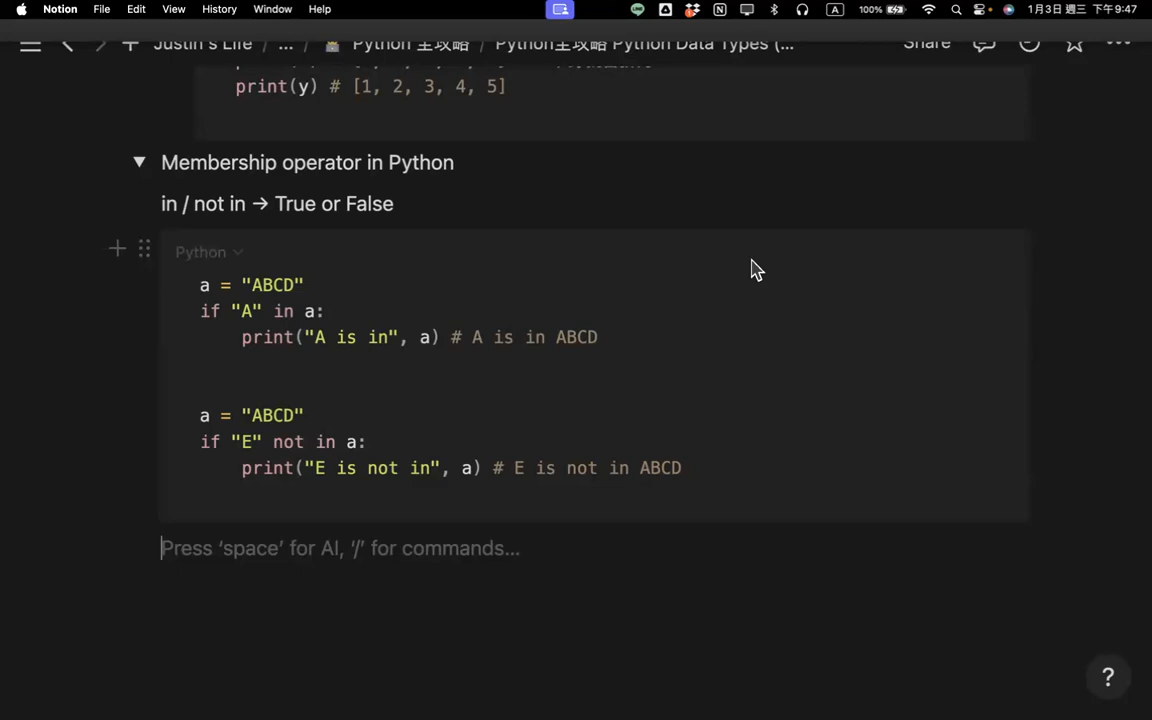 Notion File Edit View History Window Help 100% 1月3日 週三 下午9:47
Justin's Life / ... / Python 全攻略 / Python全攻略 Python Data Types (... Share
print(y) # [1, 2, 3, 4, 5]
Membership operator in Python
in / not in → True or False
Python
a = "ABCD"
if "A" in a:
print("A is in", a) # A is in ABCD
a = "ABCD"
if "E" not in a:
print("E is not in", a) # E is not in ABCD
Press ‘space’ for AI, ‘/’ for commands...
?